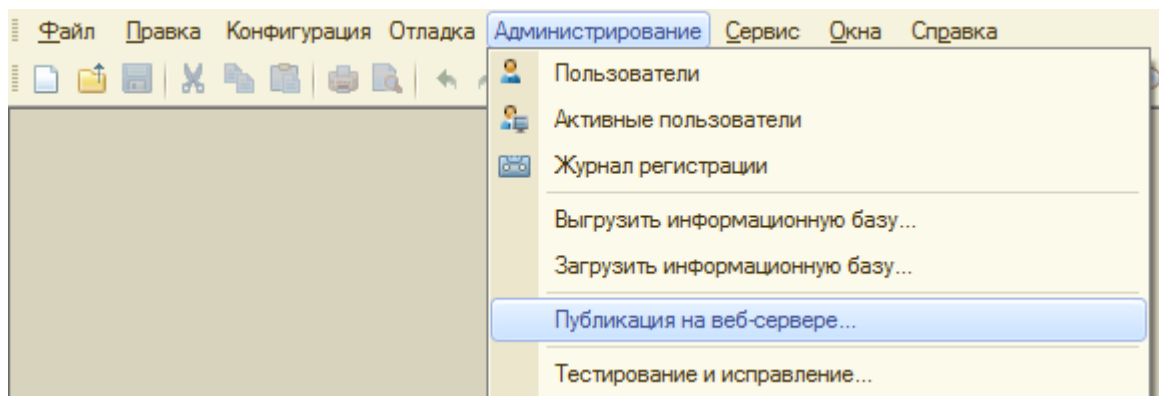 Файл Правка Конфигурация Отладка Администрирование Сервис Окна Справка
Пользователи
Активные пользователи
Журнал регистрации
Выгрузить информационную базу...
Загрузить информационную базу...
Публикация на веб-сервере...
Тестирование и исправление...